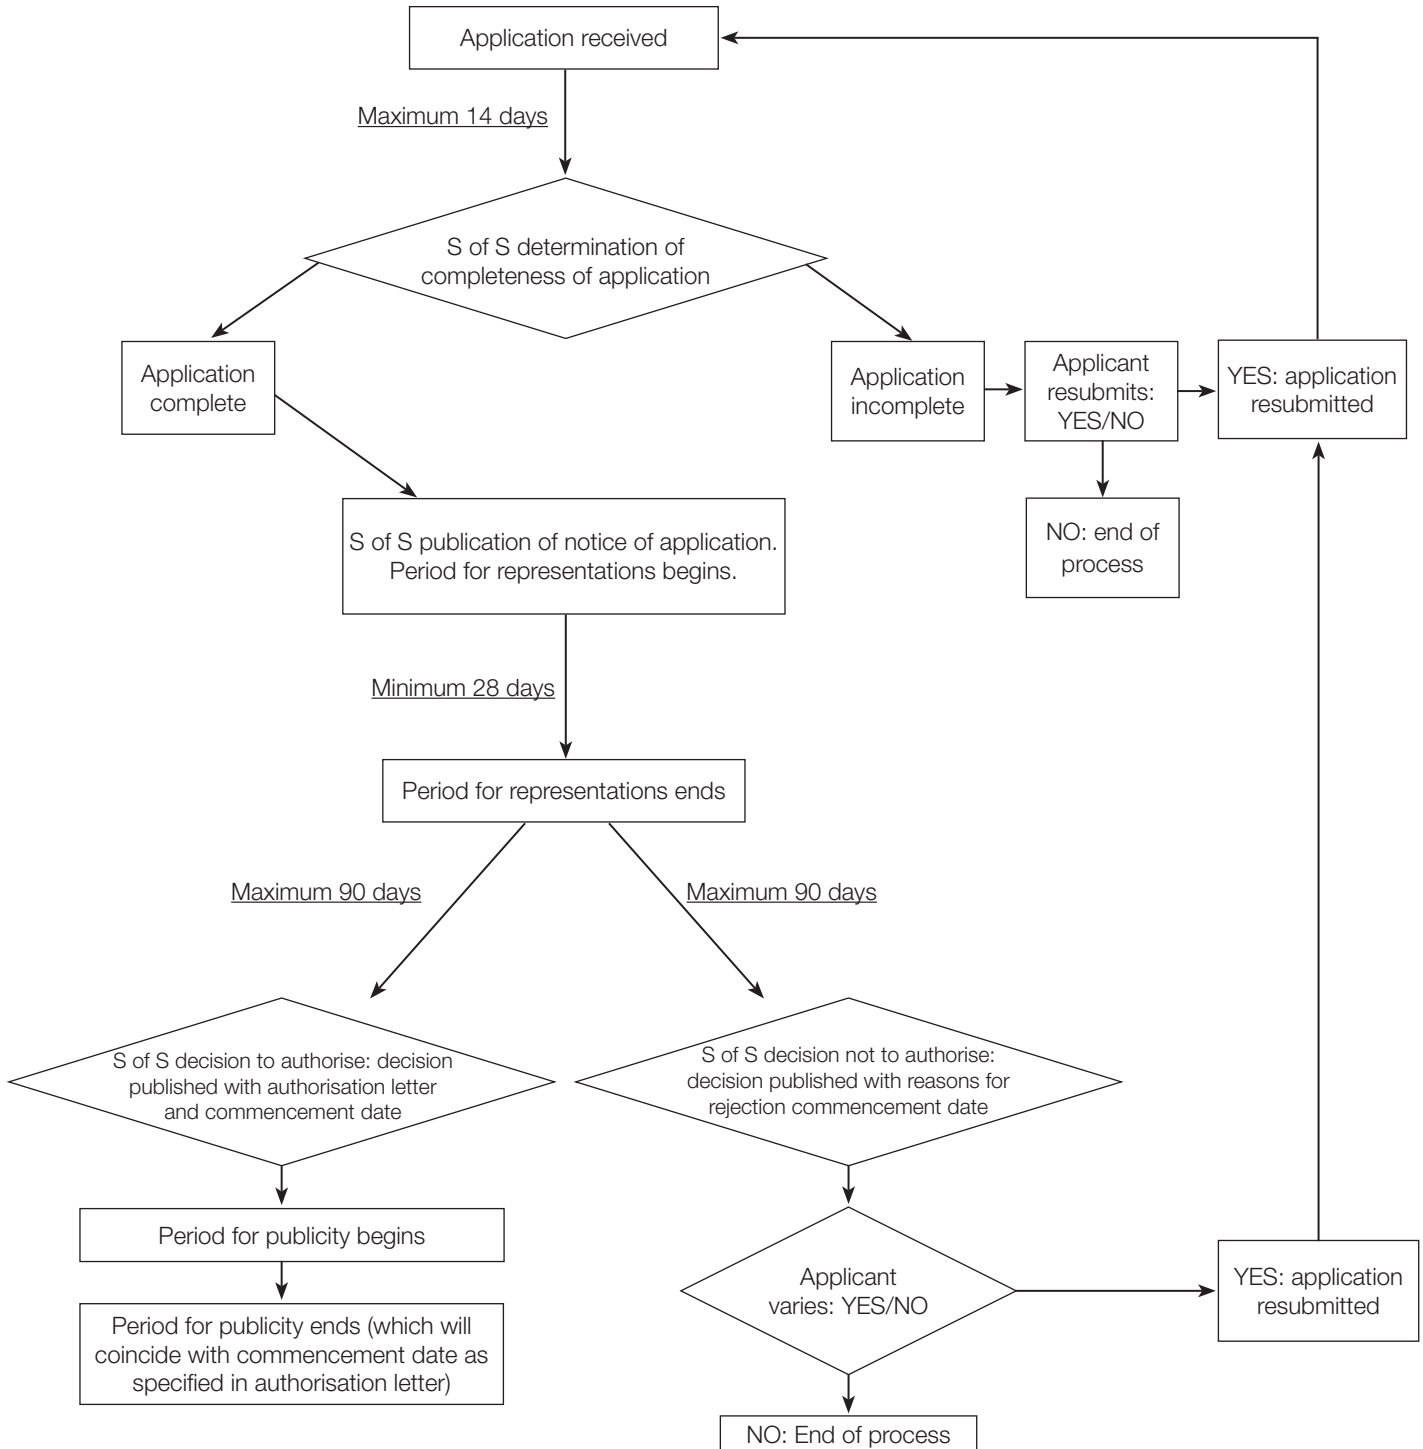 Application received
Maximum 14 days
S of S determination of
completeness of application
Application
complete
Application
incomplete
Applicant
resubmits:
YES/NO
YES: application
resubmitted
NO: end of
process
S of S publication of notice of application.
Period for representations begins.
Minimum 28 days
Period for representations ends
Maximum 90 days
Maximum 90 days
S of S decision to authorise: decision
published with authorisation letter
and commencement date
S of S decision not to authorise:
decision published with reasons for
rejection commencement date
Period for publicity begins
Period for publicity ends (which will
coincide with commencement date as
specified in authorisation letter)
Applicant
varies: YES/NO
YES: application
resubmitted
NO: End of process